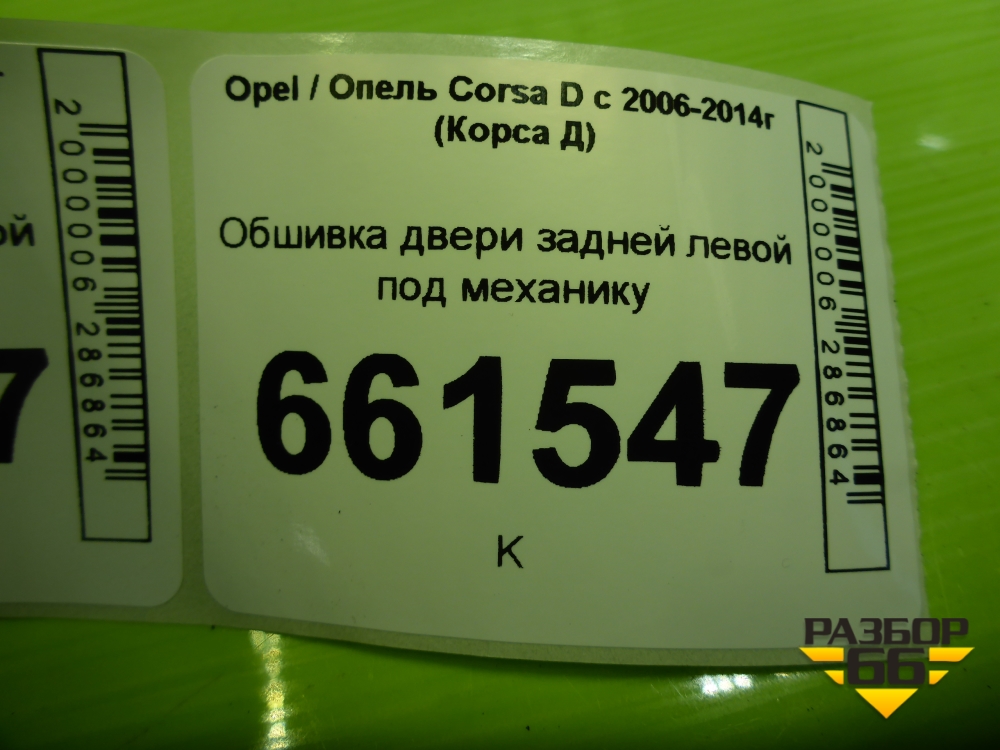 Opel / Опель Corsa D с 2006-2014г
(Корса Д)
Обшивка двери задней левой
под механику
661547
К
2000006286864
ой
7
2000006286864
РАЗБОР
66